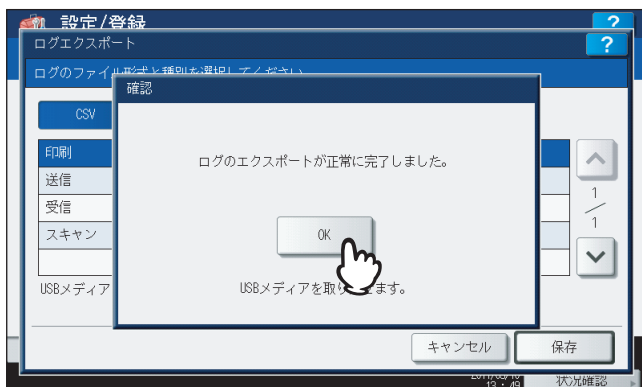 設定/登録
?
ログエクスポート
?
ログのファイル形式と種別を選択してください
確認
CSV
ログのエクスポートが正常に完了しました。
印刷
送信
受信
スキャン
1
1
OK
USBメディア
USBメディアを取り
ます。
キャンセル
保存
13:49
状況確認